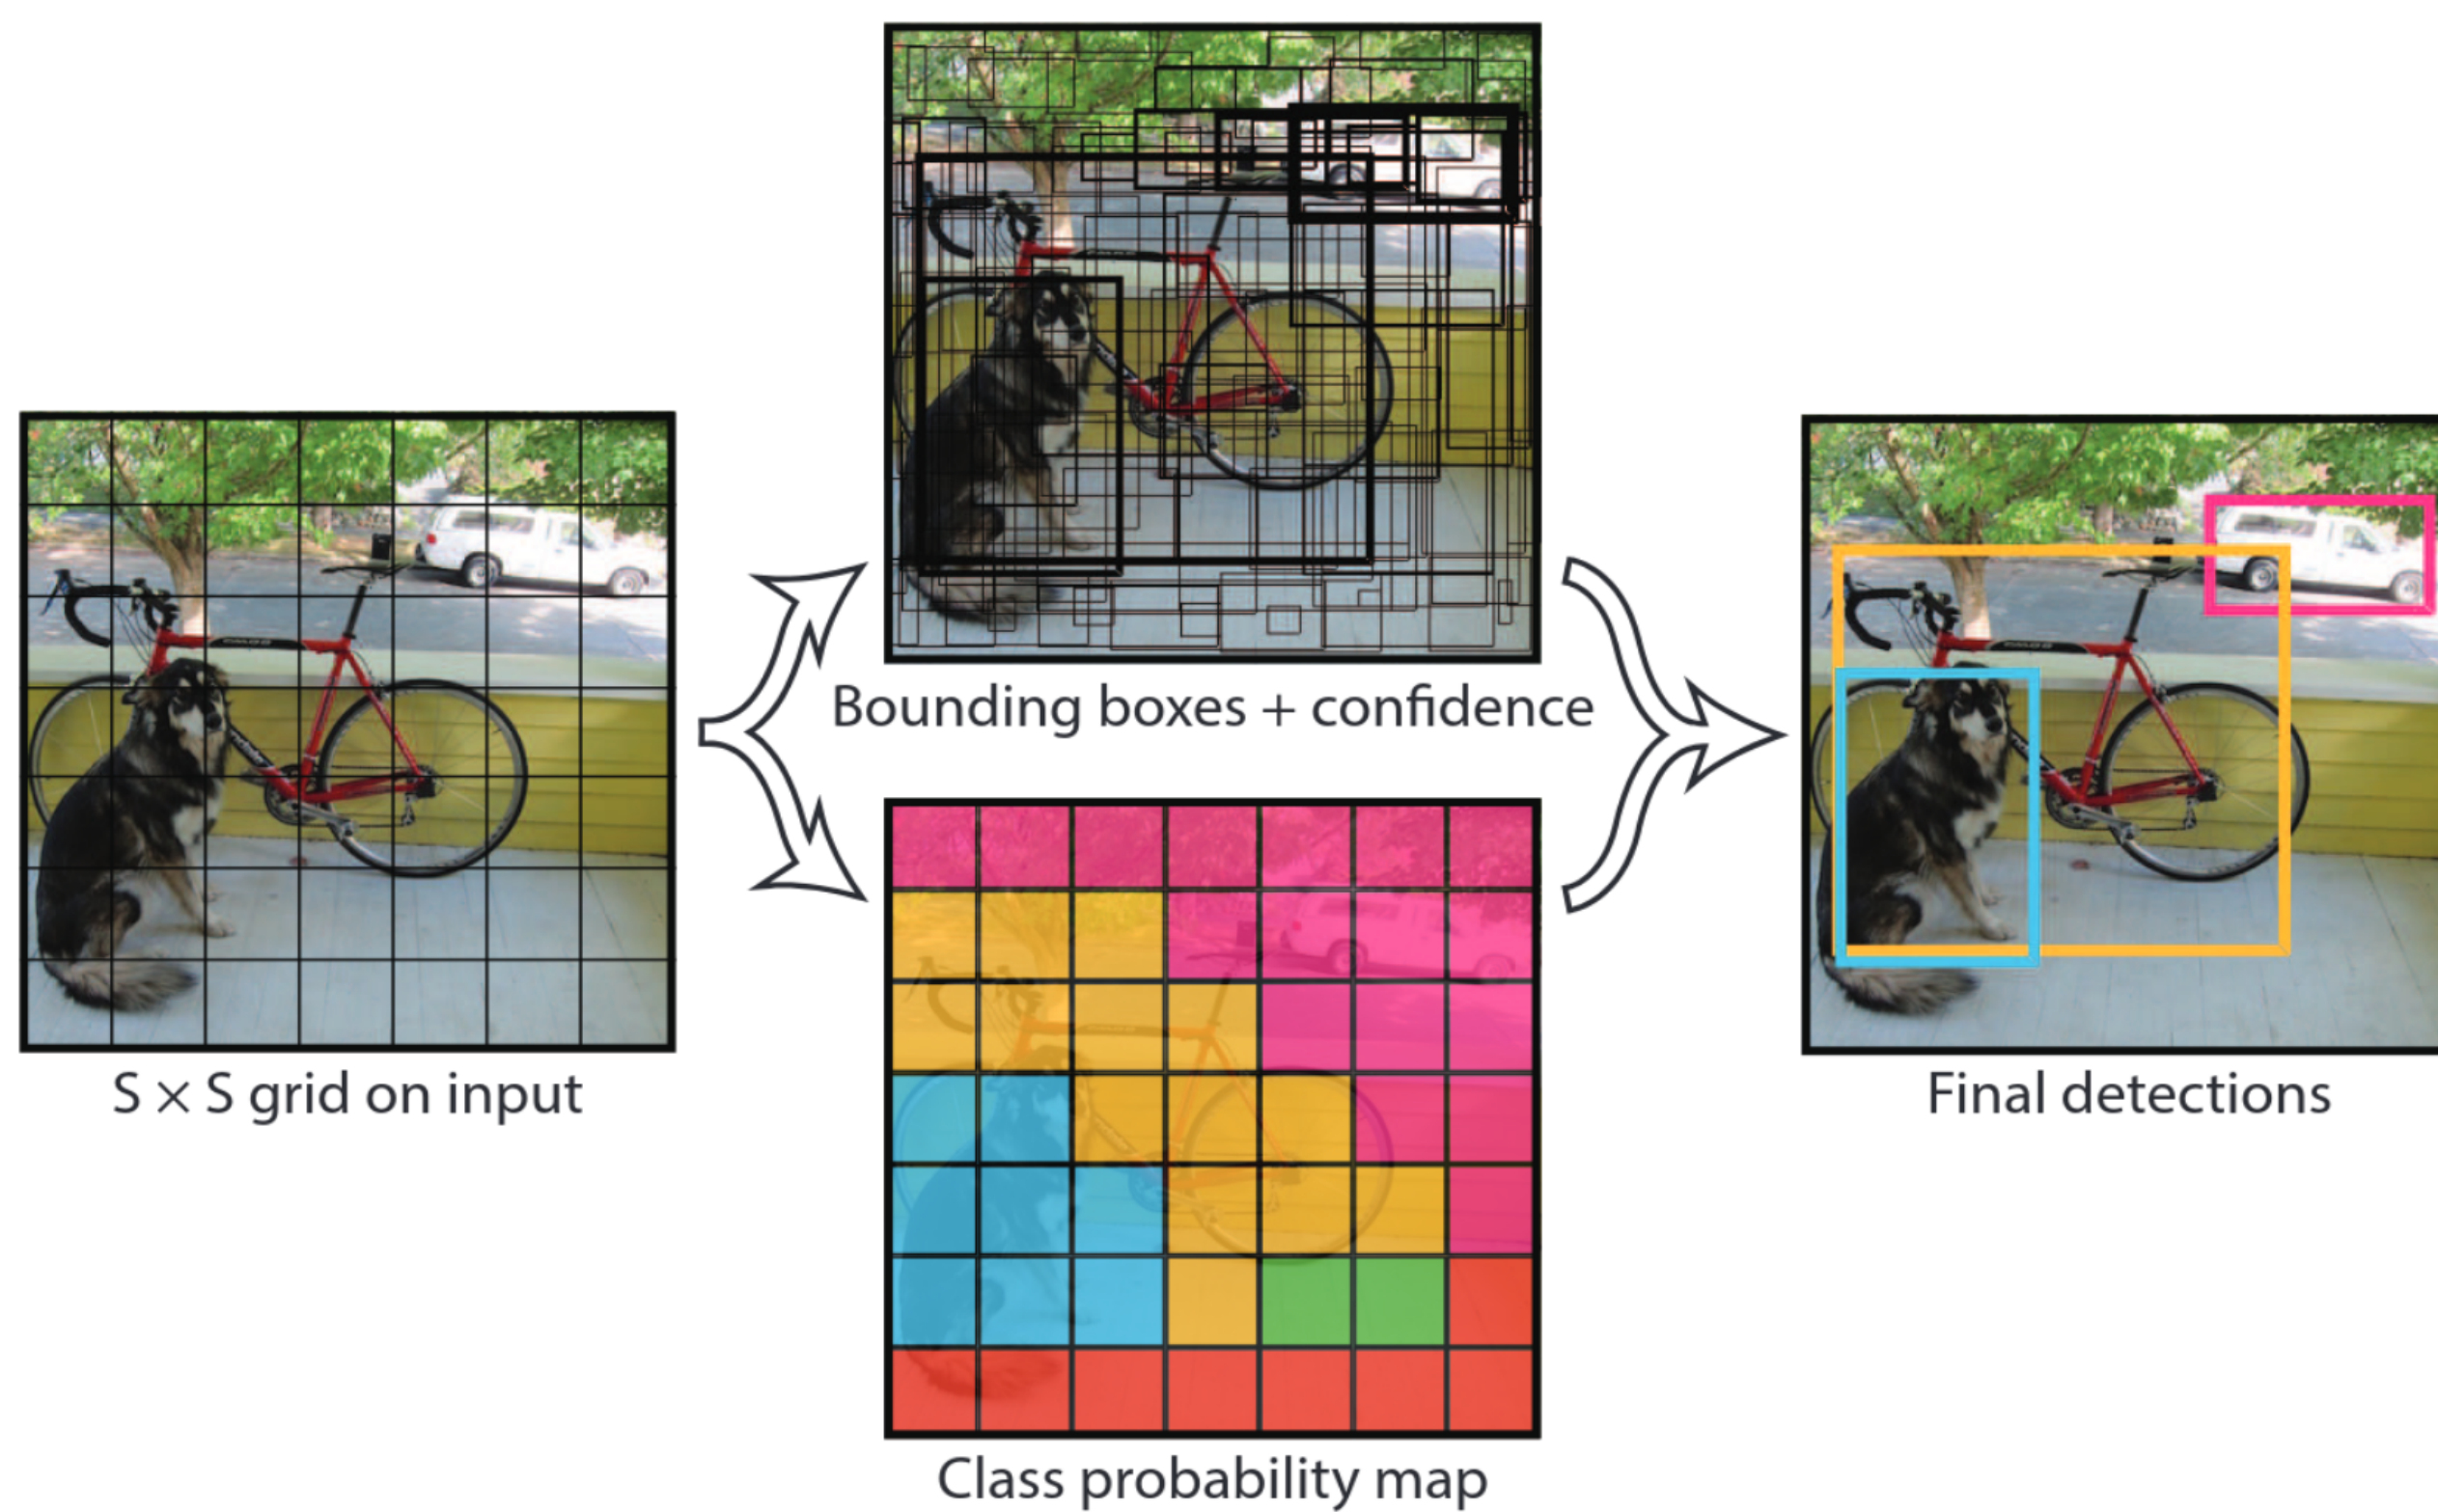 S × S grid on input
Bounding boxes + confidence
Class probability map
Final detections